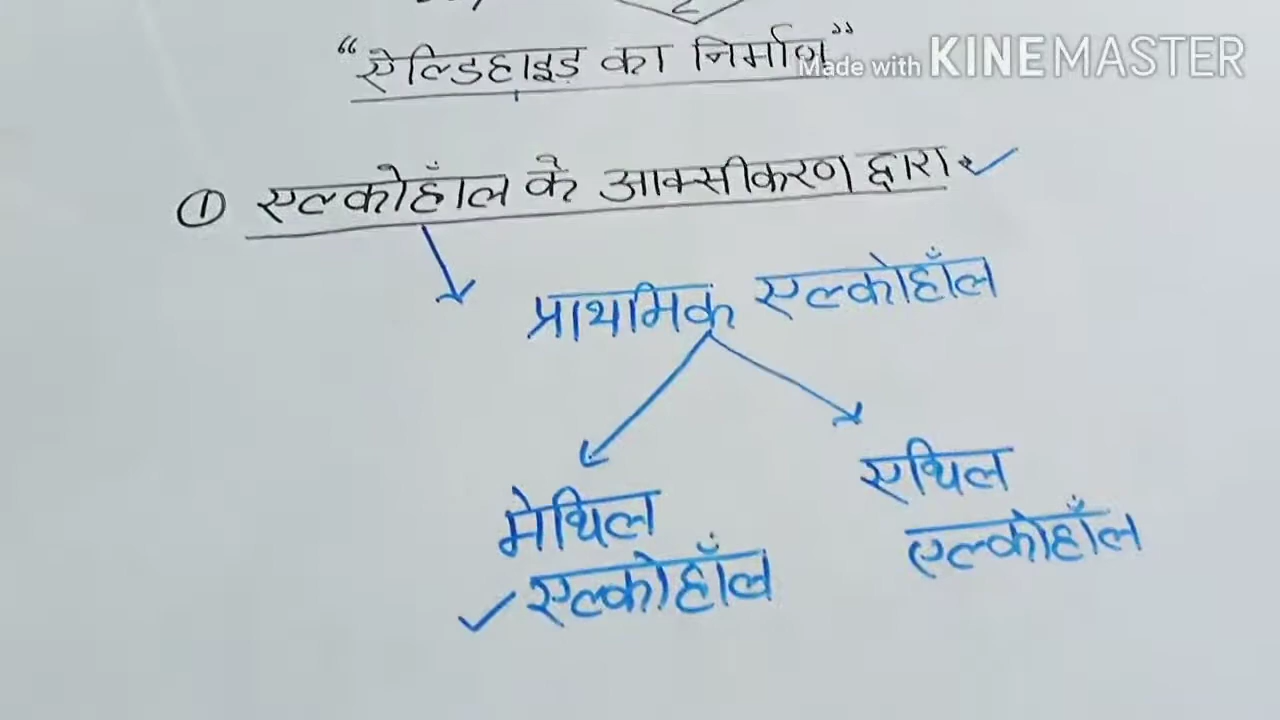 "ऐल्डिहाइड का निर्माण"
Made with KINEMASTER
① एल्कोहॉल के आक्सीकरण द्वारा
प्राथमिक एल्कोहॉल
मेथिल
एल्कोहॉल
एथिल
एल्कोहॉल